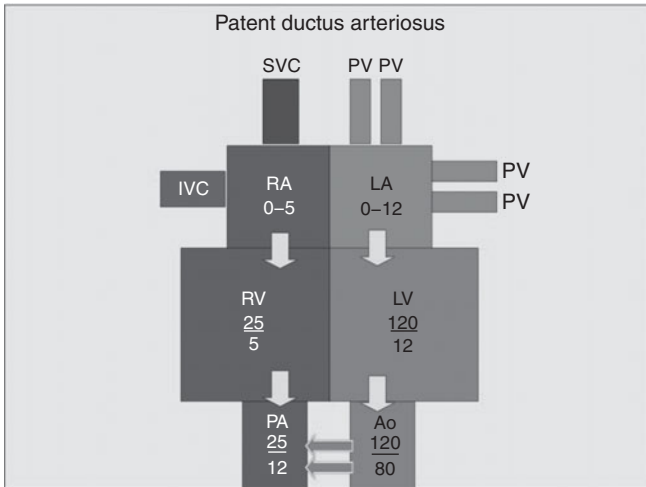 Patent ductus arteriosus
SVC
PV PV
IVC
RA
0–5
LA
0–12
PV
PV
RV
25
5
LV
120
12
PA
25
12
Ao
120
80